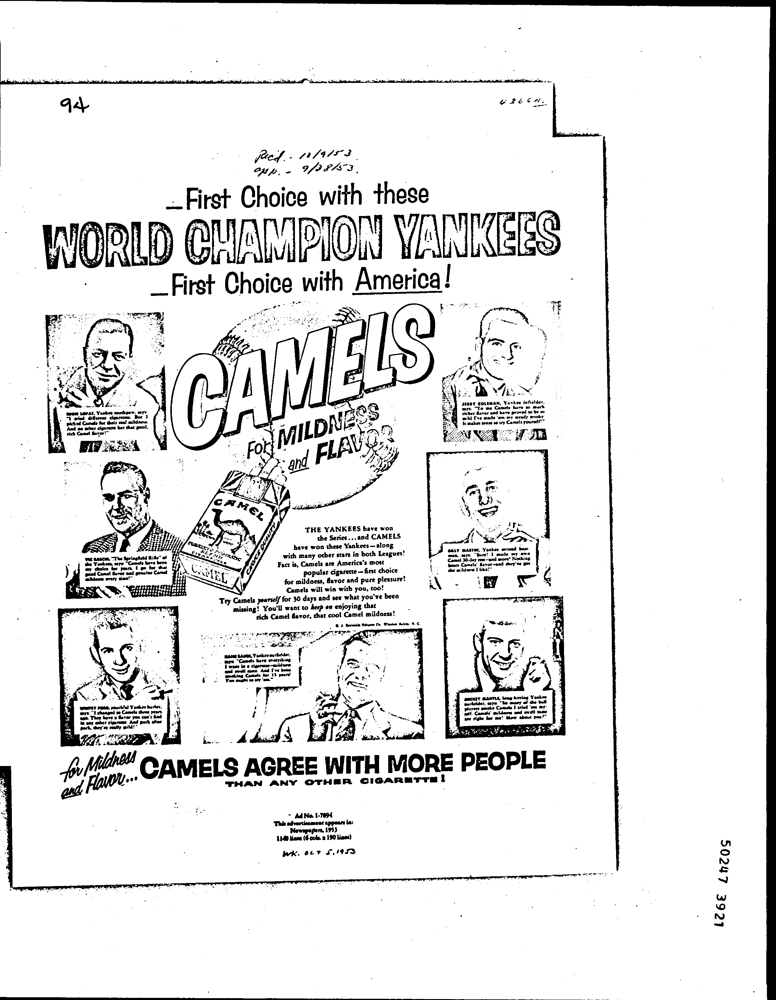 94
Rec'd. - 10/9/53
app. - 9/28/53.
First Choice with these
WORLD CHAMPION YANKEES
First Choice with America!
CAMELS
For MILDNESS
and FLAVOR
EDDIE LOPAT, Yankee southpaw, says
"I tried different cigarettes. But I
picked Camels for their real mildness.
And no other cigarette has that good,
rich Camel flavor!"
JERRY COLEMAN, Yankee infielder,
says "To me Camels have so much
richer flavor and have proved to be so
mild I've made 'em my steady smoke
It makes sense to try Camels yourself!"
VIC RASCHI, "The Springfield Rifle" of
the Yankees, says "Camels have been
my choice for years. I go for that
good Camel flavor and genuine Camel
mildness every time!"
BILLY MARTIN, Yankee second base
man, says "Sure! I made my own
Camel 30-day test—and nope! Nothing
beats Camels' flavor—and they've got
the mildness I like!"
CAMEL
CAMEL
CHOICE QUALITY
THE YANKEES have won
the Series...and CAMELS
have won these Yankees—along
with many other stars in both Leagues!
Fact is, Camels are America's most
popular cigarette—first choice
for mildness, flavor and pure pleasure!
Camels will win with you, too!
Try Camels yourself for 30 days and see what you've been
missing! You'll want to keep on enjoying that
rich Camel flavor, that cool Camel mildness!
R. J. Reynolds Tobacco Co., Winston-Salem, N. C.
WHITEY FORD, youthful Yankee hurler,
says "I changed to Camels three years
ago. They have a flavor you can't find
in any other cigarette. And pack after
pack, they're really mild!"
HANK BAUER, Yankee outfielder,
says "Camels have everything
I want in a cigarette—mildness
and swell taste. And I've been
smoking Camels for 11 years!
You ought to try 'em."
MICKEY MANTLE, long-hitting Yankee
outfielder, says "So many of the ball
players smoke Camels I tried 'em my-
self. Camels' mildness and swell taste
are right for me! How about you?"
for Mildness
and Flavor...
CAMELS AGREE WITH MORE PEOPLE
THAN ANY OTHER CIGARETTE!
Ad No. 1-7094
This advertisement appears in:
Newspapers, 1953
1140 lines (6 cols. x 190 lines)
WK. OCT 5, 1953
50247 3921